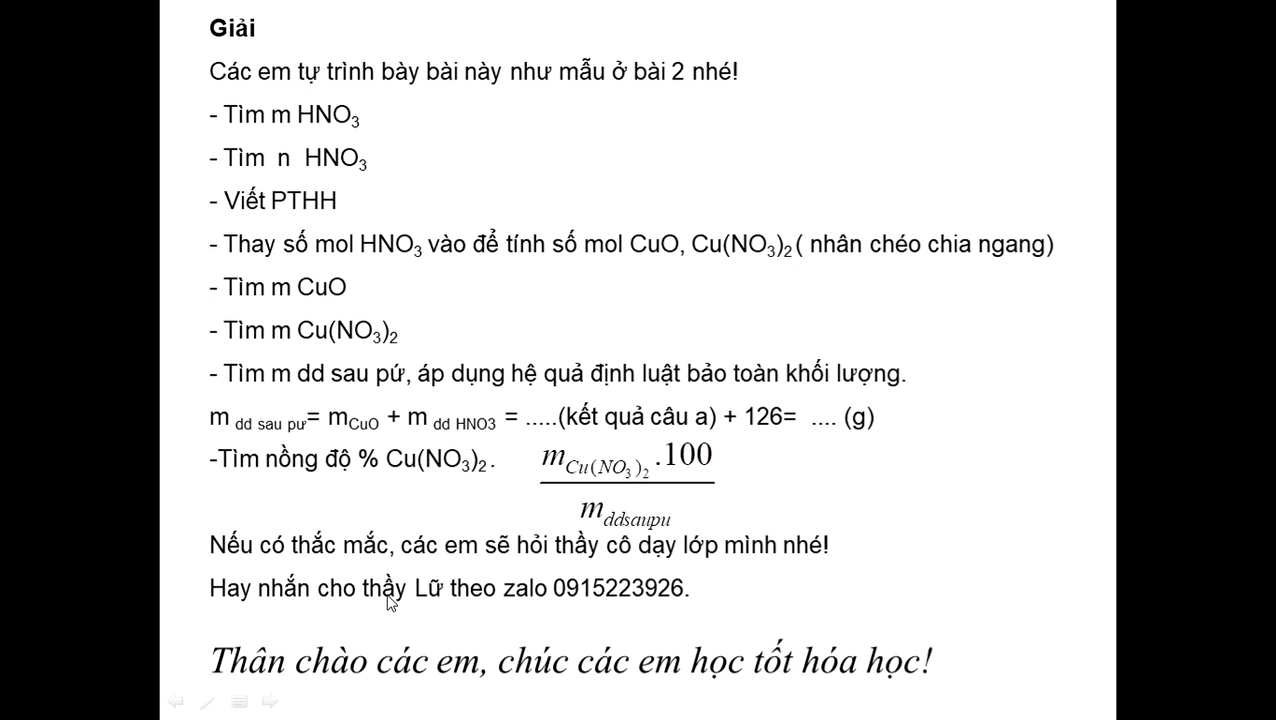 Giải
Các em tự trình bày bài này như mẫu ở bài 2 nhé!
- Tìm m HNO₃
- Tìm n HNO₃
- Viết PTHH
- Thay số mol HNO₃ vào để tính số mol CuO, Cu(NO₃)₂ ( nhân chéo chia ngang)
- Tìm m CuO
- Tìm m Cu(NO₃)₂
- Tìm m dd sau pứ, áp dụng hệ quả định luật bảo toàn khối lượng.
m dd sau pư= mCuO + m dd HNO3 = .....(kết quả câu a) + 126= .... (g)
-Tìm nồng độ % Cu(NO₃)₂. m Cu(NO₃)₂ .100
m ddsaupu
Nếu có thắc mắc, các em sẽ hỏi thầy cô dạy lớp mình nhé!
Hay nhắn cho thầy Lữ theo zalo 0915223926.
Thân chào các em, chúc các em học tốt hóa học!